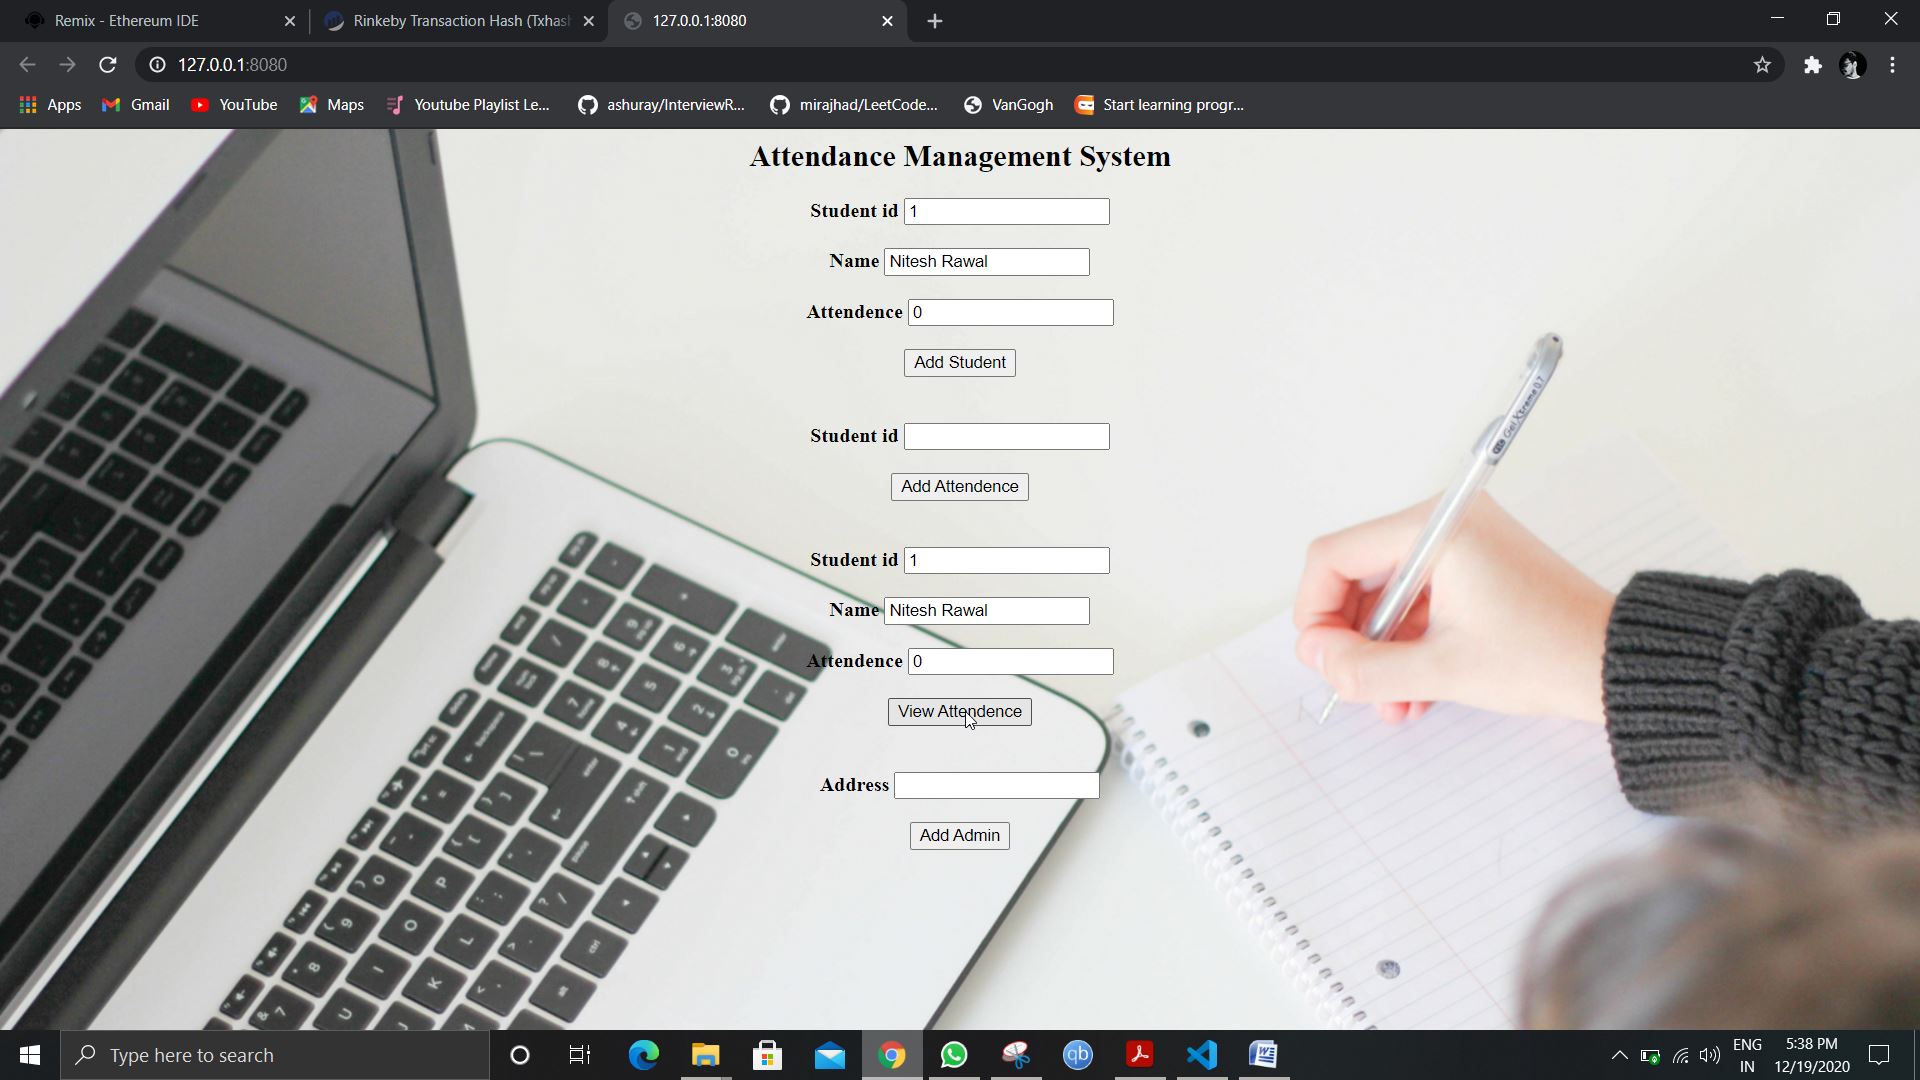 Remix - Ethereum IDE
Rinkeby Transaction Hash (Txhash
127.0.0.1:8080
127.0.0.1:8080
Apps
Gmail
YouTube
Maps
Youtube Playlist Le...
ashuray/InterviewR...
mirajhad/LeetCode...
VanGogh
Start learning progr...
Attendance Management System
Student id 1
Name Nitesh Rawal
Attendence 0
Add Student
Student id
Add Attendence
Student id 1
Name Nitesh Rawal
Attendence 0
View Attendence
Address
Add Admin
Type here to search
qb
ENG
IN
5:38 PM
12/19/2020